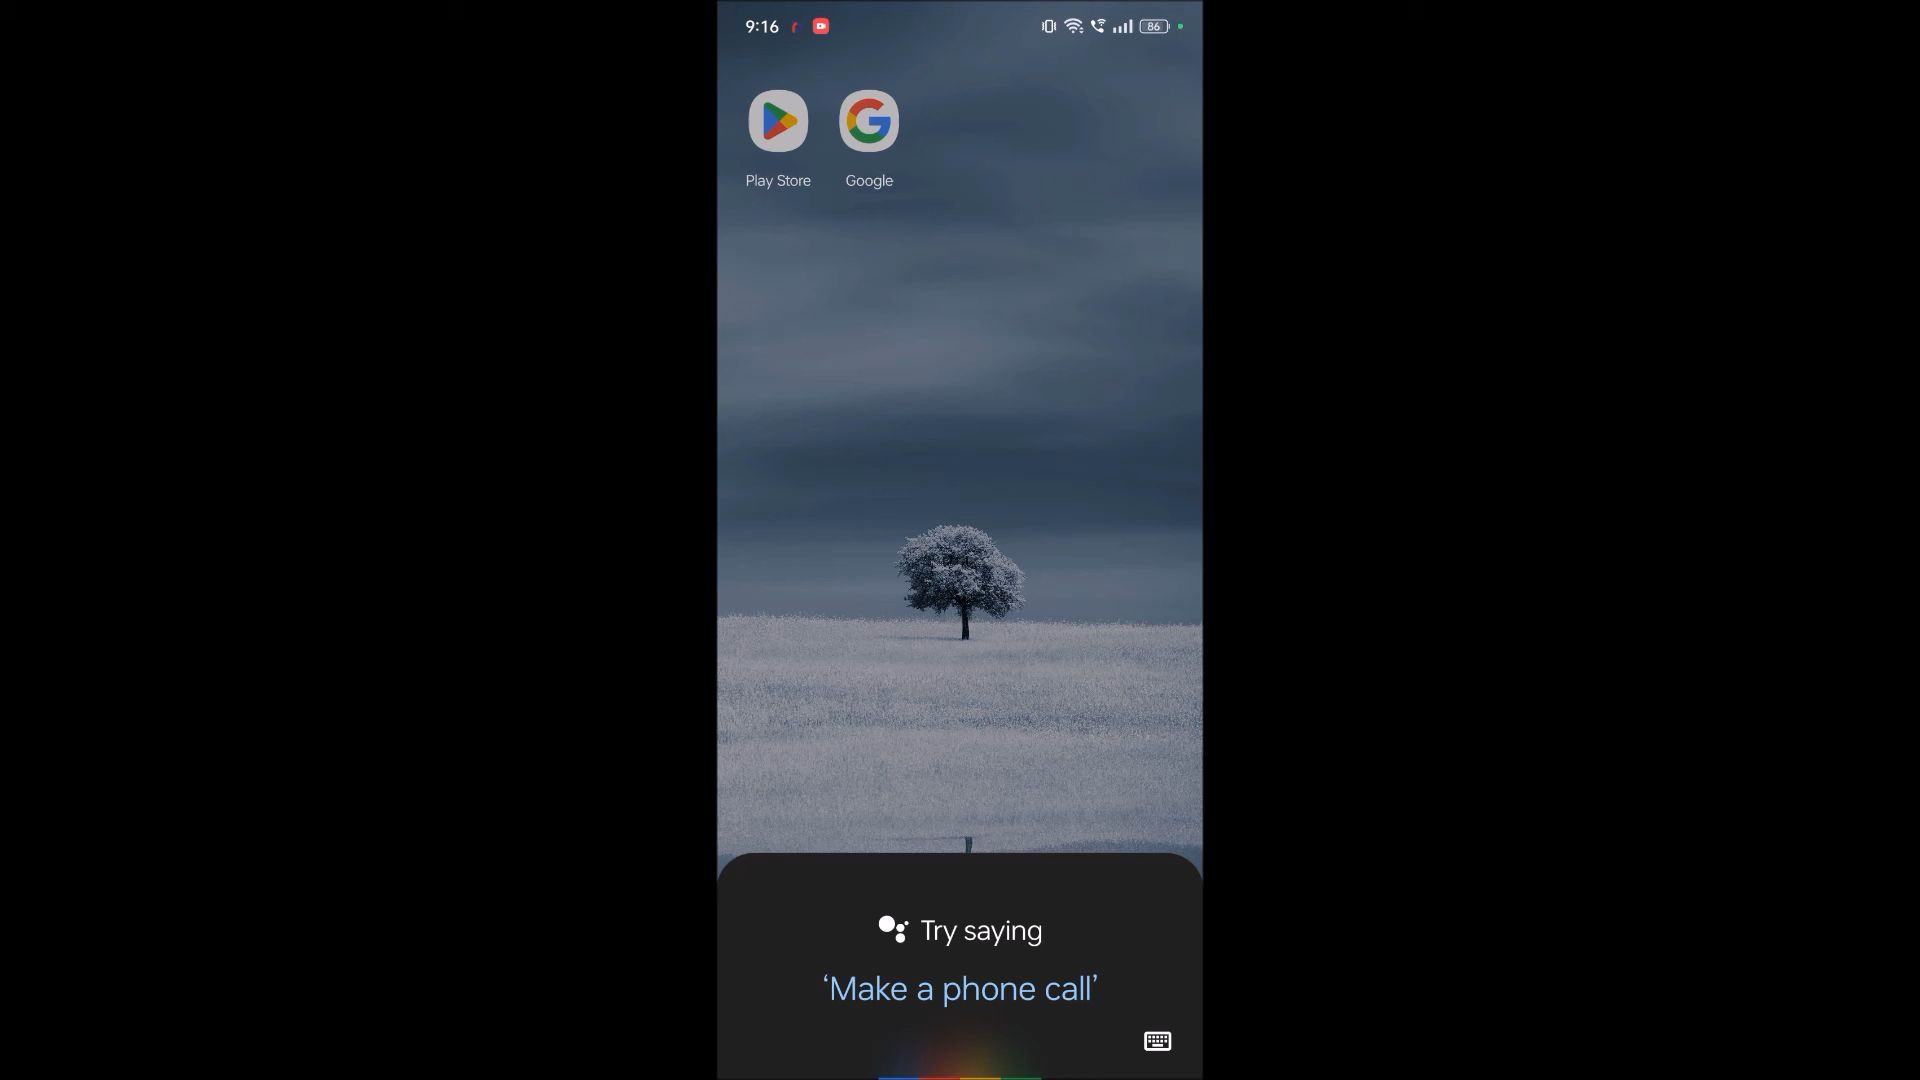 9:16
86
Play Store
Google
Try saying
‘Make a phone call’